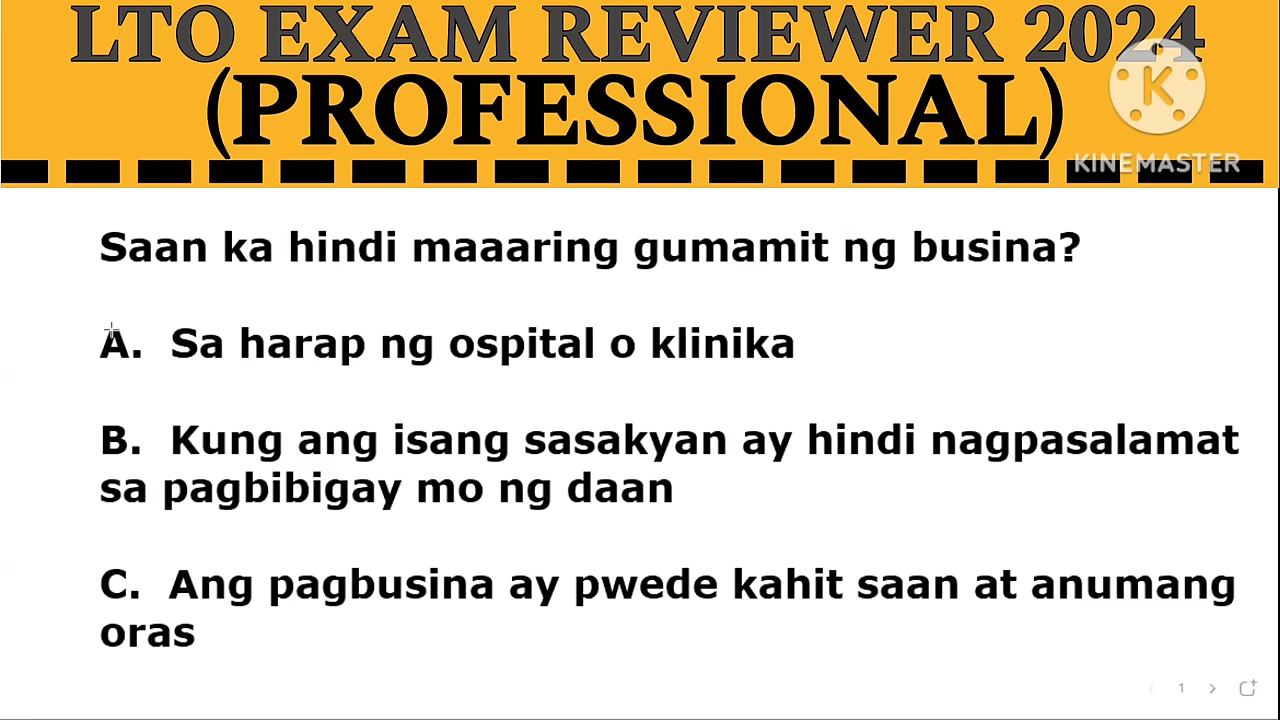 LTO EXAM REVIEWER 2024
(PROFESSIONAL)
K
KINEMASTER
Saan ka hindi maaaring gumamit ng busina?
A. Sa harap ng ospital o klinika
B. Kung ang isang sasakyan ay hindi nagpasalamat
sa pagbibigay mo ng daan
C. Ang pagbusina ay pwede kahit saan at anumang
oras
1